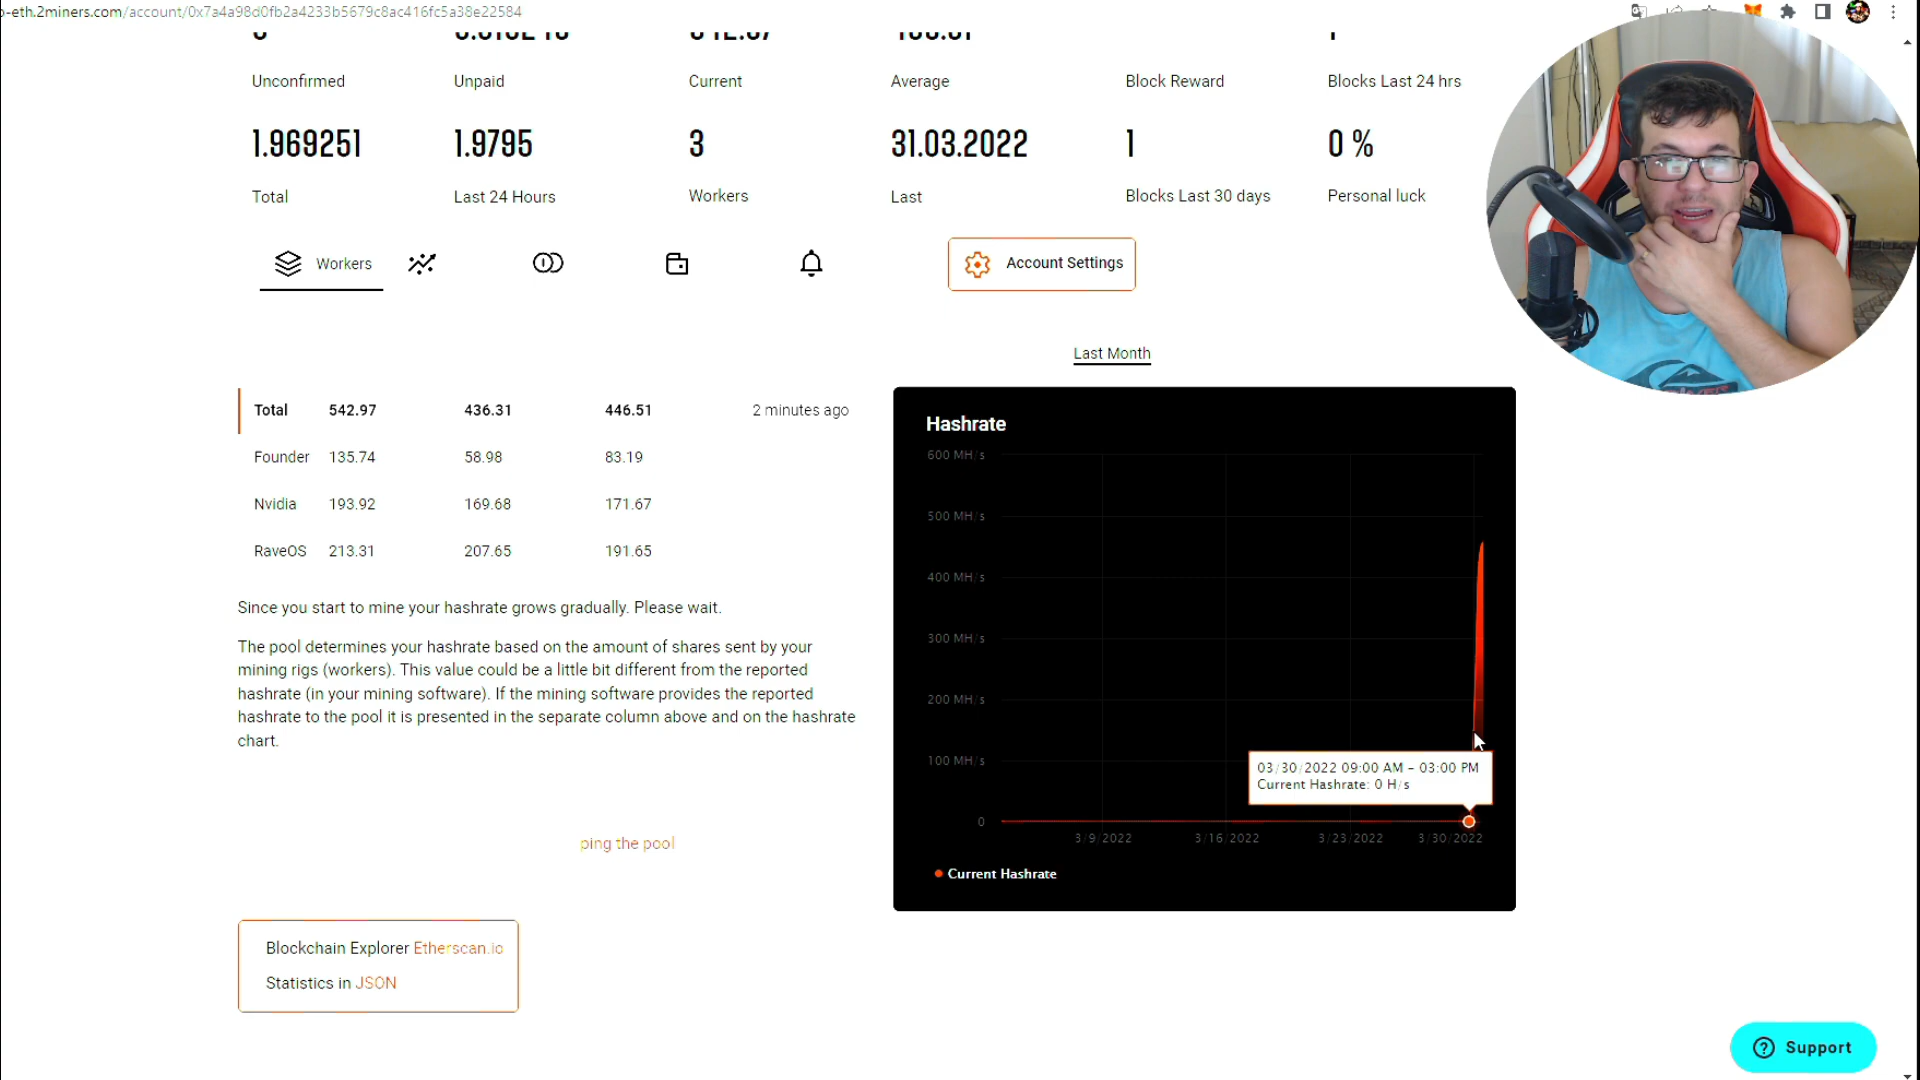 -eth.2miners.com/account/0x7a4a98d0fb2a4233b5679c8ac416fc5a38e22584
Unconfirmed
Unpaid
Current
Average
Block Reward
Blocks Last 24 hrs
1.969251
1.9795
3
31.03.2022
1
0 %
Total
Last 24 Hours
Workers
Last
Blocks Last 30 days
Personal luck
Workers
Account Settings
Last Month
Total 542.97 436.31 446.51 2 minutes ago
Founder 135.74 58.98 83.19
Nvidia 193.92 169.68 171.67
RaveOS 213.31 207.65 191.65
Since you start to mine your hashrate grows gradually. Please wait.
The pool determines your hashrate based on the amount of shares sent by your
mining rigs (workers). This value could be a little bit different from the reported
hashrate (in your mining software). If the mining software provides the reported
hashrate to the pool it is presented in the separate column above and on the hashrate
chart.
ping the pool
Blockchain Explorer Etherscan.io
Statistics in JSON
Hashrate
600 MH/s
500 MH/s
400 MH/s
300 MH/s
200 MH/s
100 MH/s
0
03/30/2022 09:00 AM - 03:00 PM
Current Hashrate: 0 H/s
3/9/2022
3/16/2022
3/23/2022
3/30/2022
Current Hashrate
Support